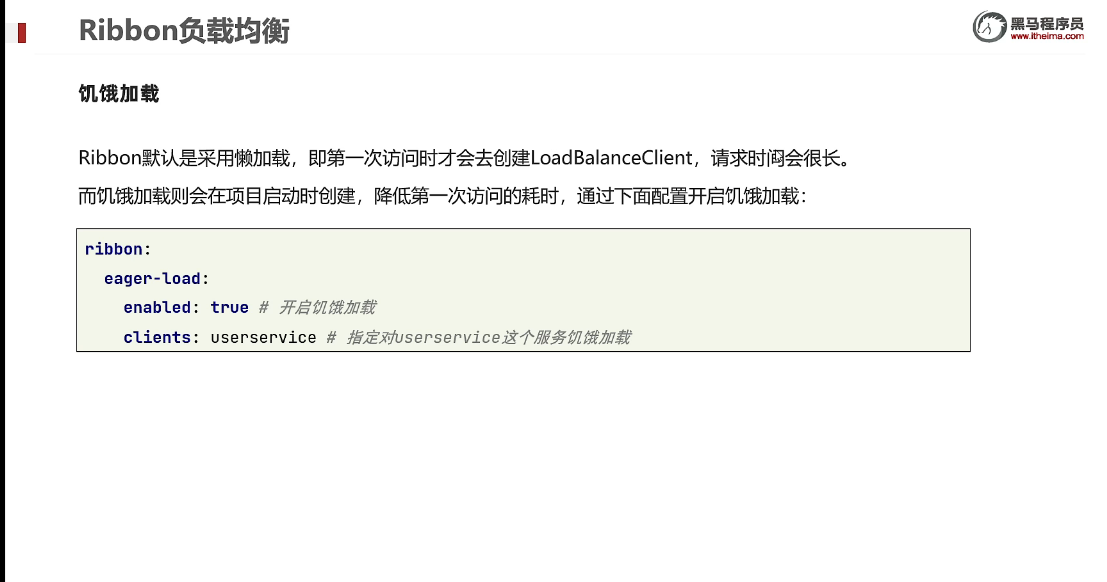 Ribbon负载均衡
黑马程序员
www.itheima.com
饥饿加载
Ribbon默认是采用懒加载，即第一次访问时才会去创建LoadBalanceClient，请求时间会很长。
而饥饿加载则会在项目启动时创建，降低第一次访问的耗时，通过下面配置开启饥饿加载：
ribbon:
  eager-load:
    enabled: true # 开启饥饿加载
    clients: userservice # 指定对userservice这个服务饥饿加载